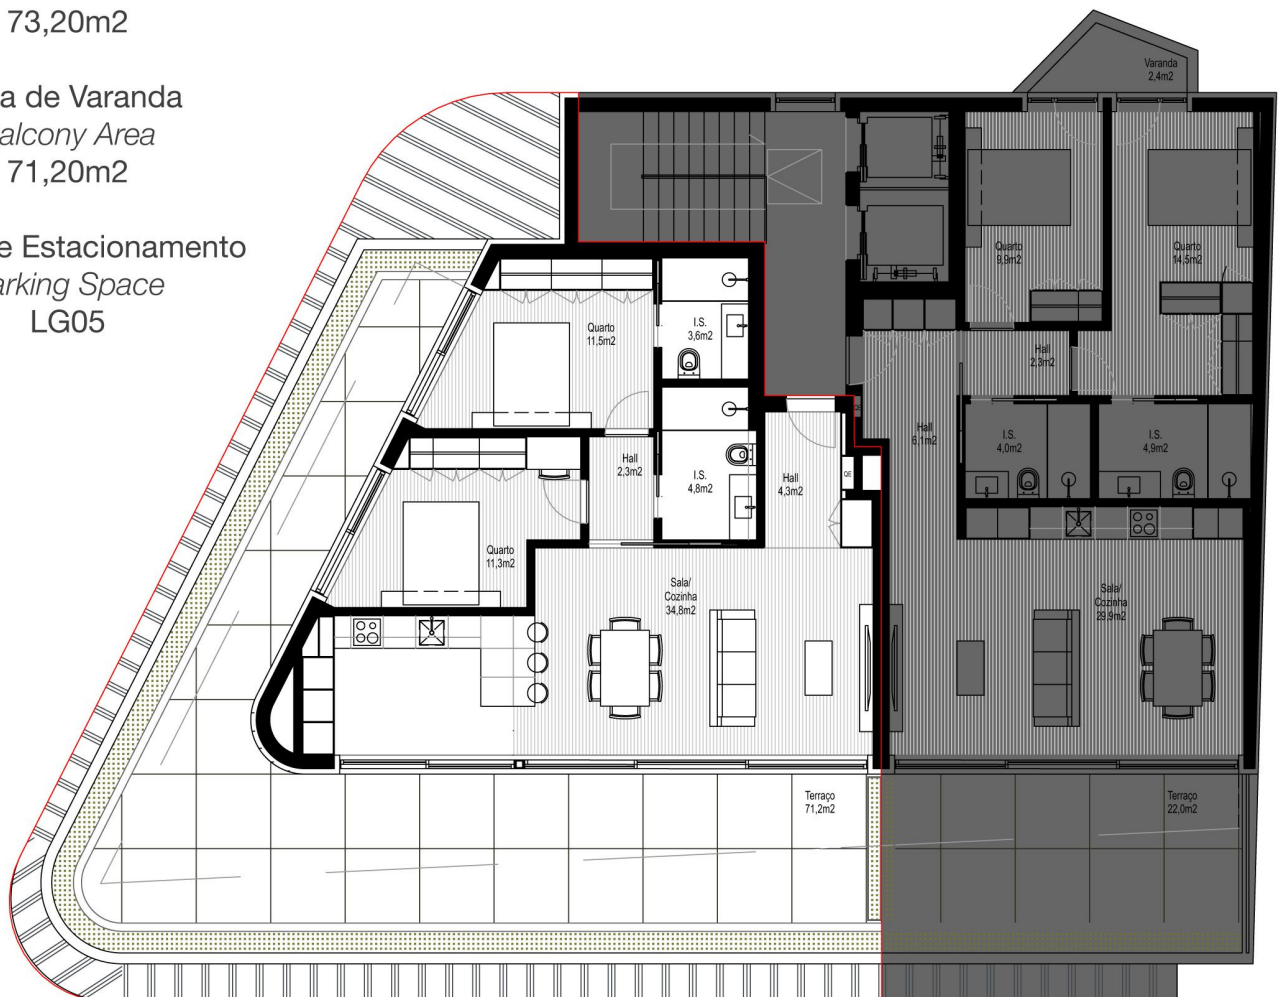 73,20m2
a de Varanda
alcony Area
71,20m2
e Estacionamento
arking Space
LG05
Varanda
2,4m2
Quarto
9,9m2
Quarto
14,5m2
Quarto
11,5m2
I.S.
3,6m2
Hall
2,3m2
Hall
2,3m2
I.S.
4,8m2
Hall
4,3m2
QE
Hall
6,1m2
I.S.
4,0m2
I.S.
4,9m2
Quarto
11,3m2
Sala/
Cozinha
34,8m2
Sala/
Cozinha
29,9m2
Terraço
71,2m2
Terraço
22,0m2